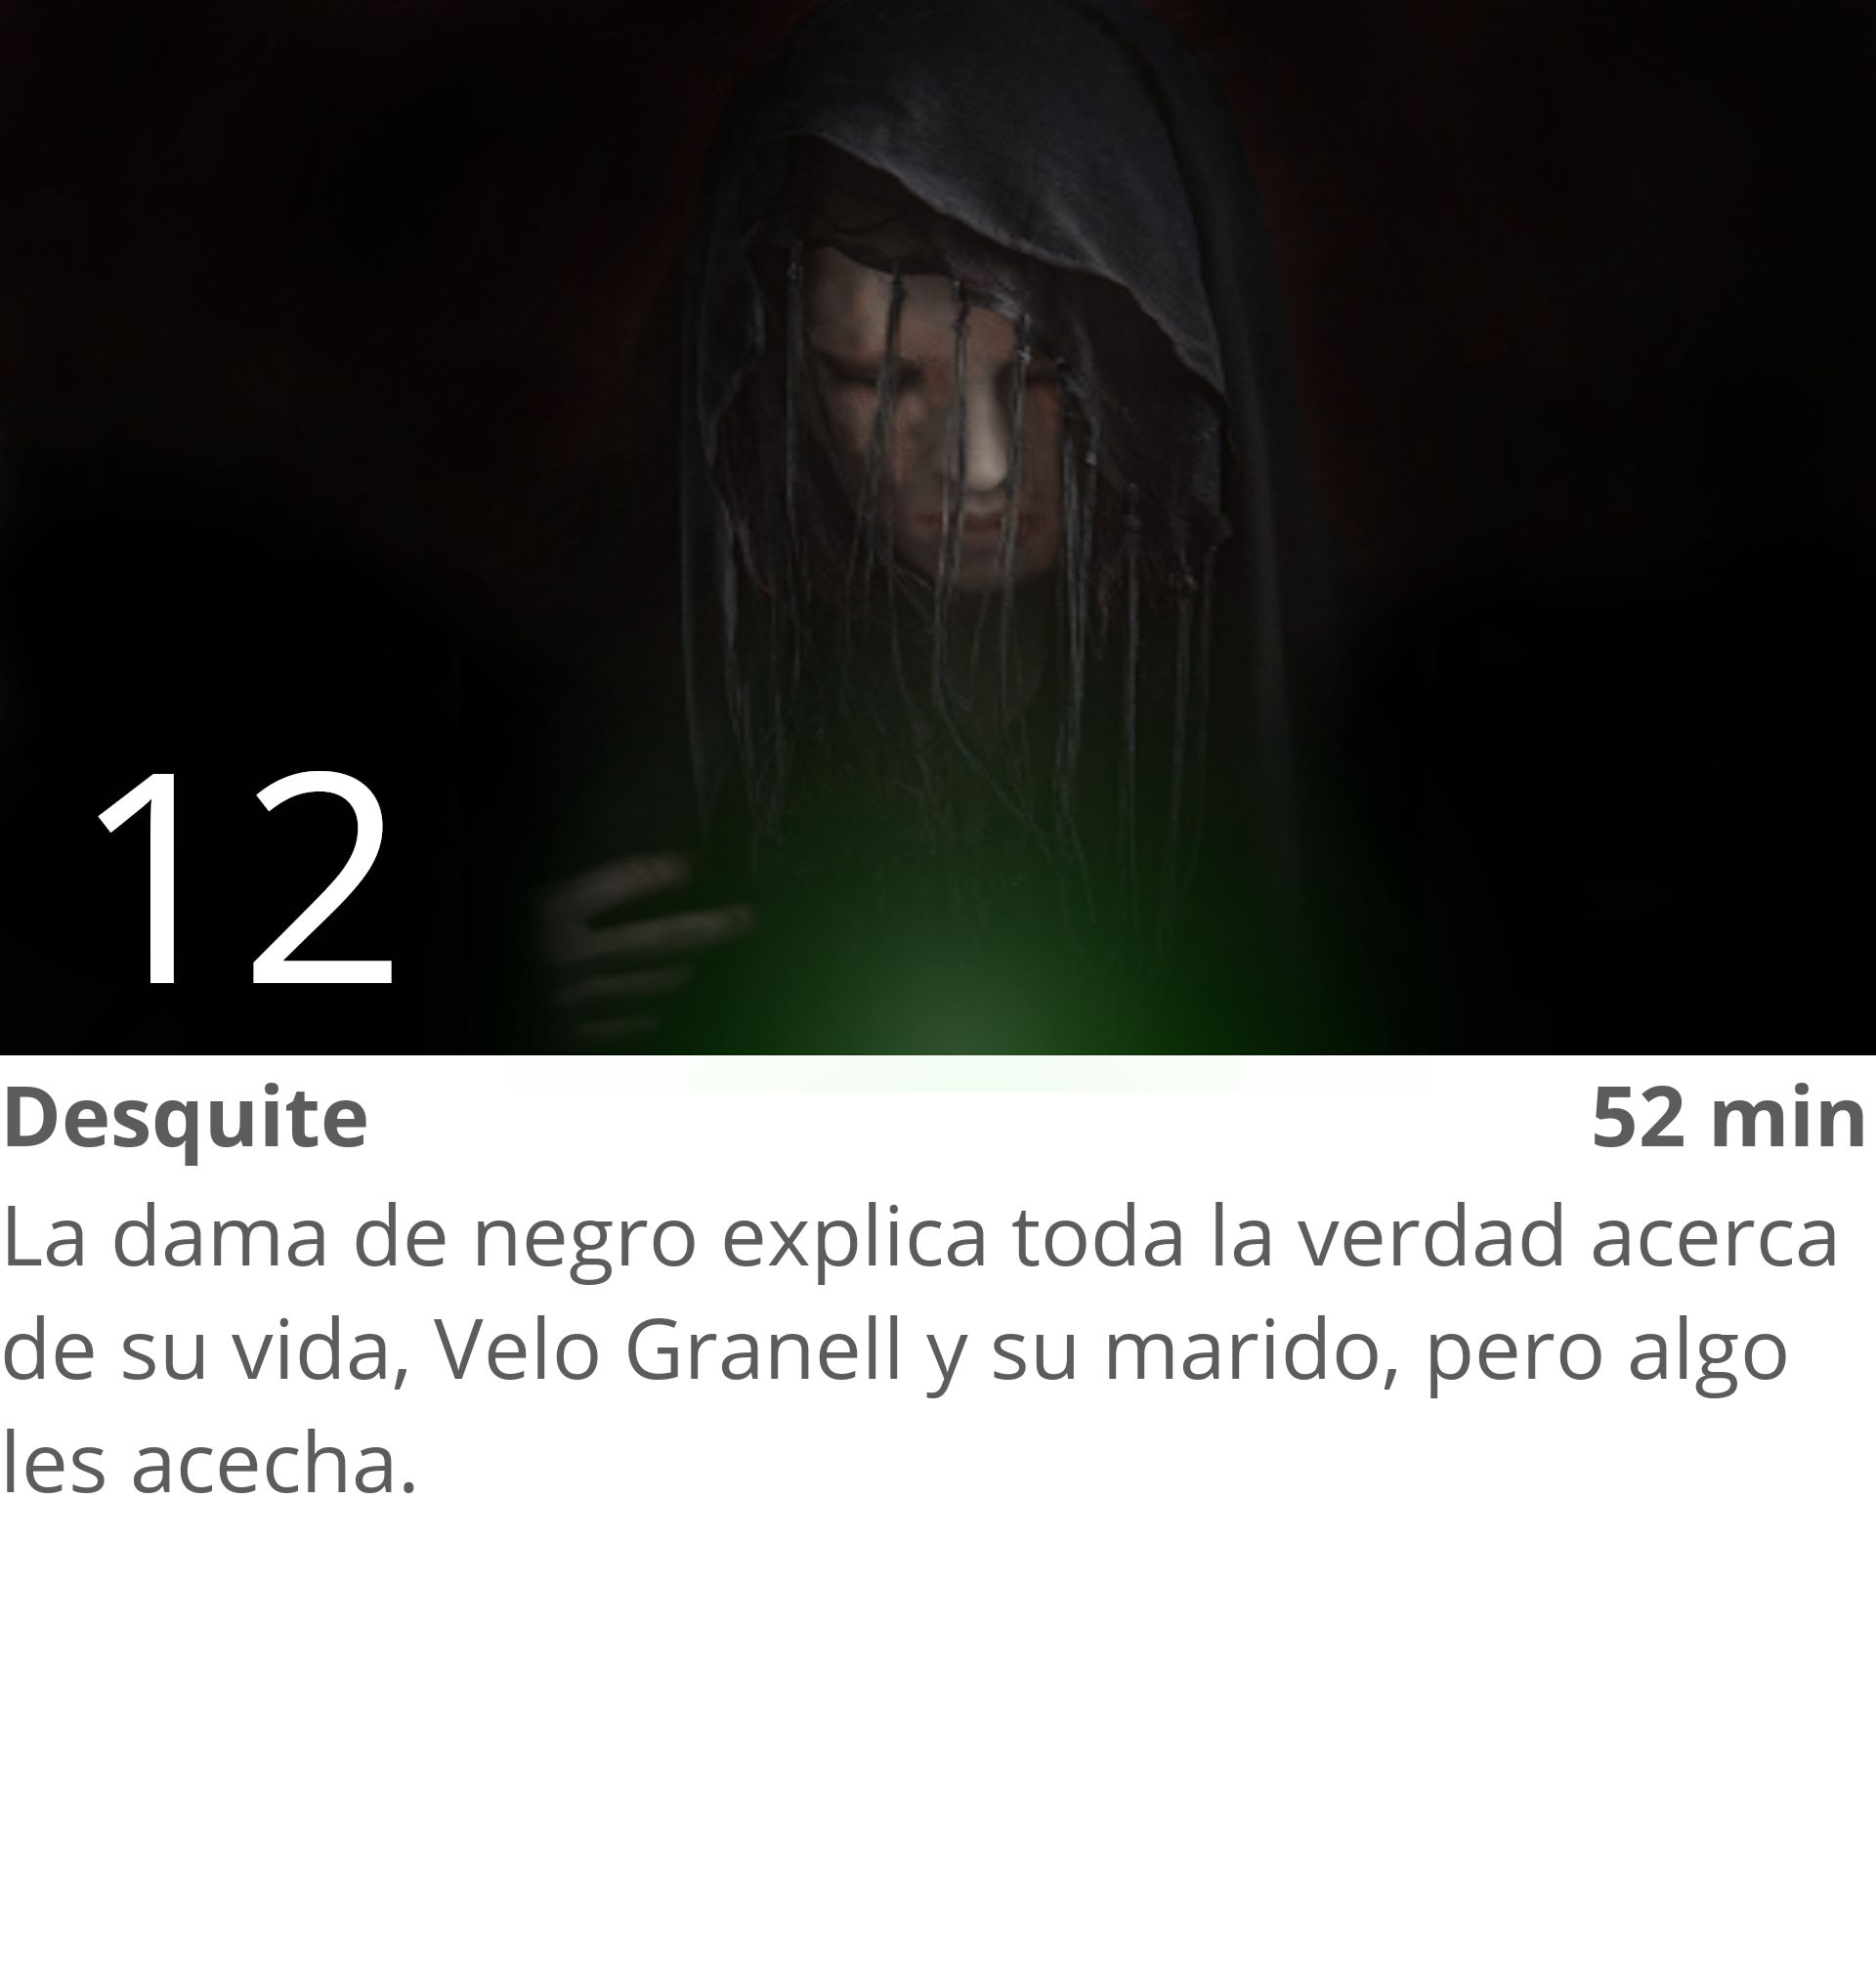 12
Desquite 52 min
La dama de negro explica toda la verdad acerca
de su vida, Velo Granell y su marido, pero algo
les acecha.